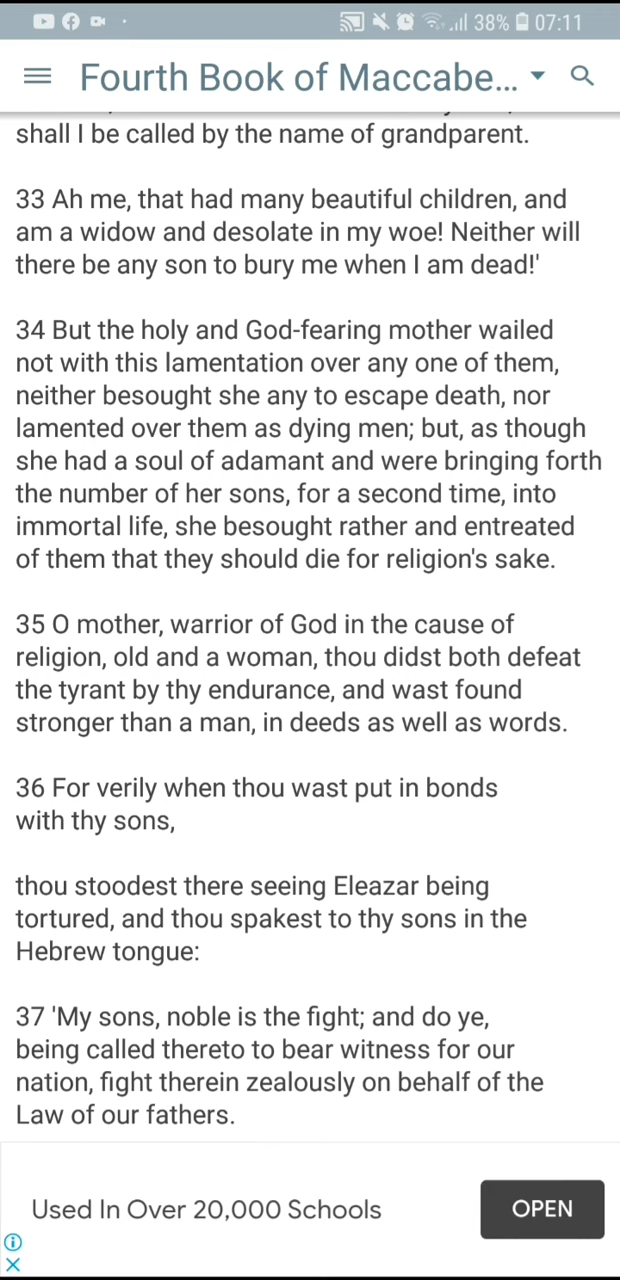 38% 07:11
Fourth Book of Maccabe...
shall I be called by the name of grandparent.
33 Ah me, that had many beautiful children, and
am a widow and desolate in my woe! Neither will
there be any son to bury me when I am dead!'
34 But the holy and God-fearing mother wailed
not with this lamentation over any one of them,
neither besought she any to escape death, nor
lamented over them as dying men; but, as though
she had a soul of adamant and were bringing forth
the number of her sons, for a second time, into
immortal life, she besought rather and entreated
of them that they should die for religion's sake.
35 O mother, warrior of God in the cause of
religion, old and a woman, thou didst both defeat
the tyrant by thy endurance, and wast found
stronger than a man, in deeds as well as words.
36 For verily when thou wast put in bonds
with thy sons,
thou stoodest there seeing Eleazar being
tortured, and thou spakest to thy sons in the
Hebrew tongue:
37 'My sons, noble is the fight; and do ye,
being called thereto to bear witness for our
nation, fight therein zealously on behalf of the
Law of our fathers.
Used In Over 20,000 Schools
OPEN